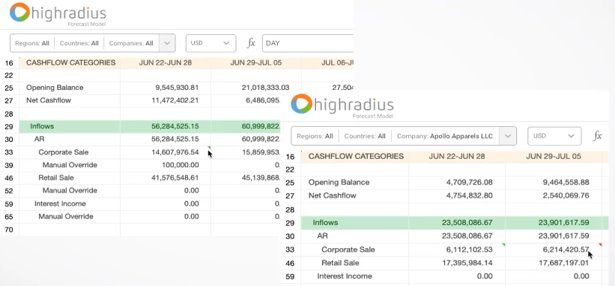 highradius
Forecast Model
Regions: All Countries: All Companies: All USD fx DAY
16 CASHFLOW CATEGORIES JUN 22-JUN 28 JUN 29-JUL 05 JUL 06-J
22
25 Opening Balance 9,545,930.81 21,018,333.03 27,50
27 Net Cashflow 11,472,402.21 6,486,095.
28
29 Inflows 56,284,525.15 60,999,822
30 AR 56,284,525.15 60,999,822.
33 Corporate Sale 14,607,976.54 15,859,953
39 Manual Override 100,000.00 0.
46 Retail Sale 41,576,548.61 45,139,868.
52 Manual Override 0.00 0.
59 Interest Income 0.00 0.
65 Manual Override 0.00 0.
70
highradius
Forecast Model
Regions: All Countries: All Company: Apollo Apparels LLC USD fx
16 CASHFLOW CATEGORIES JUN 22-JUN 28 JUN 29-JUL 05
22
25 Opening Balance 4,709,726.08 9,464,558.88
27 Net Cashflow 4,754,832.80 2,540,069.76
28
29 Inflows 23,508,086.67 23,901,617.59
30 AR 23,508,086.67 23,901,617.59
33 Corporate Sale 6,112,102.53 6,214,420.57
46 Retail Sale 17,395,984.14 17,687,197.01
59 Interest Income 0.00 0.00